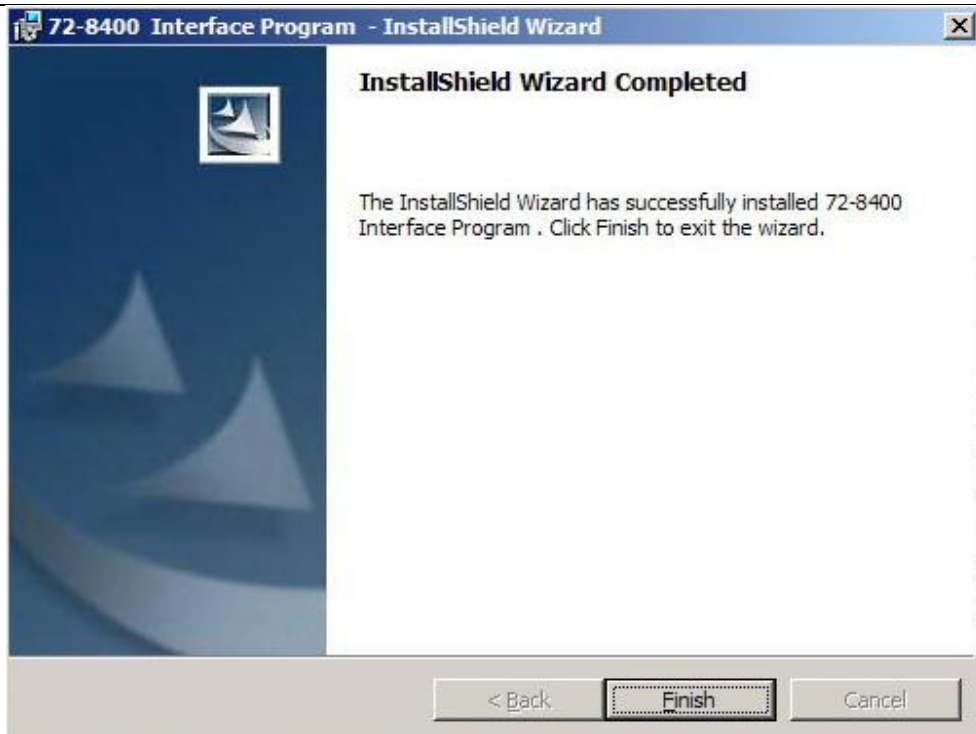 72-8400 Interface Program - InstallShield Wizard
InstallShield Wizard Completed
The InstallShield Wizard has successfully installed 72-8400
Interface Program . Click Finish to exit the wizard.
< Back
Finish
Cancel